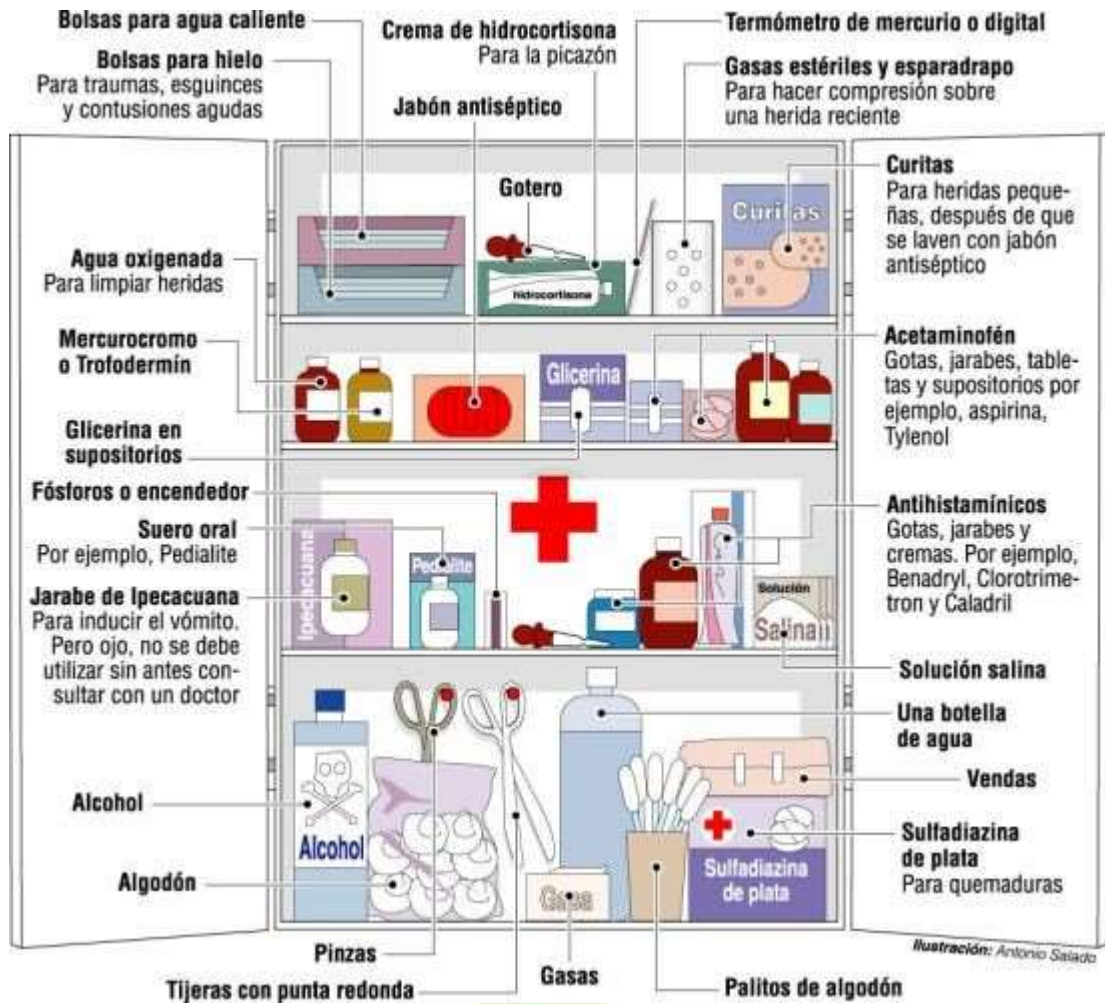 Bolsas para agua caliente
Bolsas para hielo
Para traumas, esguinces
y contusiones agudas
Crema de hidrocortisona
Para la picazón
Jabón antiséptico
Gotero
Termómetro de mercurio o digital
Gasas estériles y esparadrapo
Para hacer compresión sobre
una herida reciente
Curitas
Para heridas peque-
ñas, después de que
se laven con jabón
antiséptico
Curitas
hidrocortisona
Agua oxigenada
Para limpiar heridas
Mercurocromo
o Trofodermín
Glicerina en
supositorios
Glicerina
Acetaminofén
Gotas, jarabes, table-
tas y supositorios por
ejemplo, aspirina,
Tylenol
Fósforos o encendedor
Suero oral
Por ejemplo, Pedialite
Jarabe de Ipecacuana
Para inducir el vómito.
Pero ojo, no se debe
utilizar sin antes con-
sultar con un doctor
Ipecacuana
Pedialite
Solución
Salina
Antihistamínicos
Gotas, jarabes y
cremas. Por ejemplo,
Benadryl, Clorotrime-
tron y Caladril
Solución salina
Una botella
de agua
Vendas
Sulfadiazina
de plata
Para quemaduras
Alcohol
Alcohol
Algodón
Gasa
Sulfadiazina
de plata
Pinzas
Tijeras con punta redonda
Gasas
Palitos de algodón
Ilustración: Antonio Salado